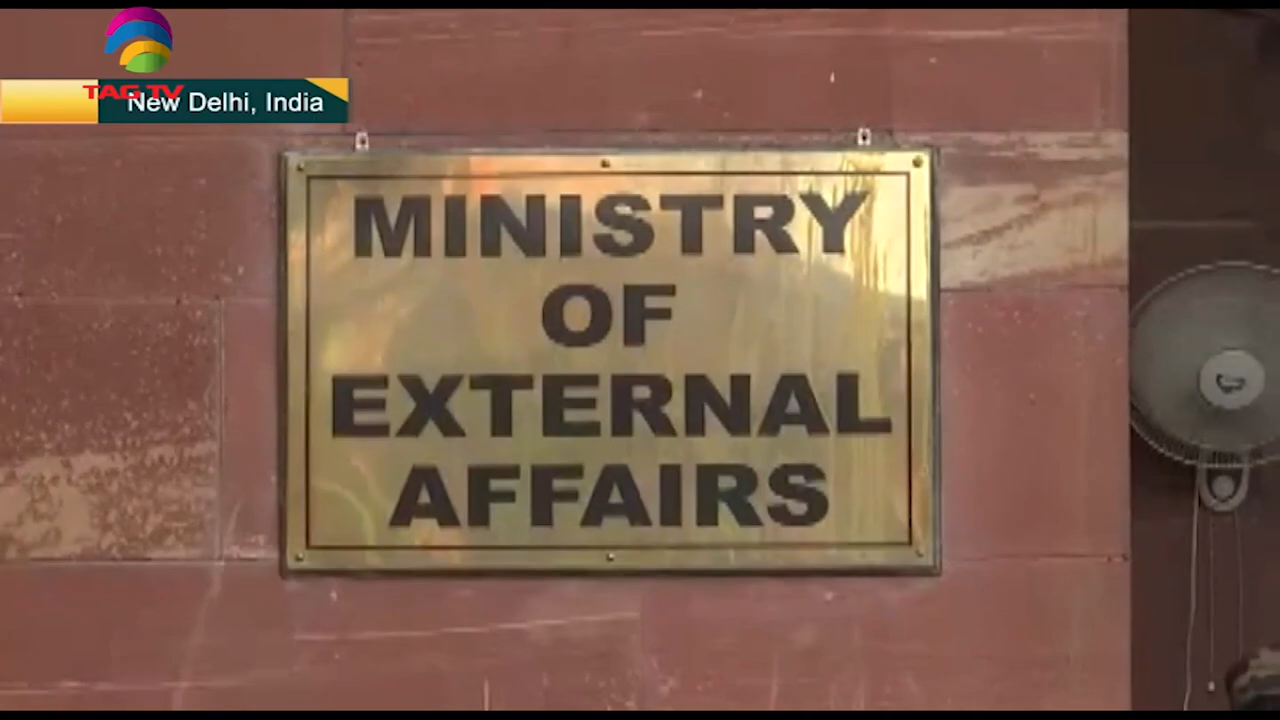 TAG TV
New Delhi, India
MINISTRY
OF
EXTERNAL
AFFAIRS